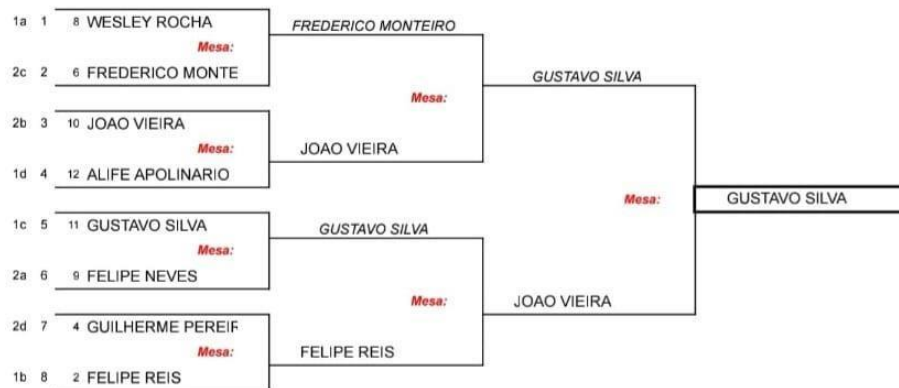 1a 1 8 WESLEY ROCHA
Mesa:
2c 2 6 FREDERICO MONTE
2b 3 10 JOAO VIEIRA
Mesa:
1d 4 12 ALIFE APOLINARIO
1c 5 11 GUSTAVO SILVA
Mesa:
2a 6 9 FELIPE NEVES
2d 7 4 GUILHERME PEREIF
Mesa:
1b 8 2 FELIPE REIS
FREDERICO MONTEIRO
Mesa:
JOAO VIEIRA
GUSTAVO SILVA
Mesa:
FELIPE REIS
GUSTAVO SILVA
Mesa:
JOAO VIEIRA
GUSTAVO SILVA